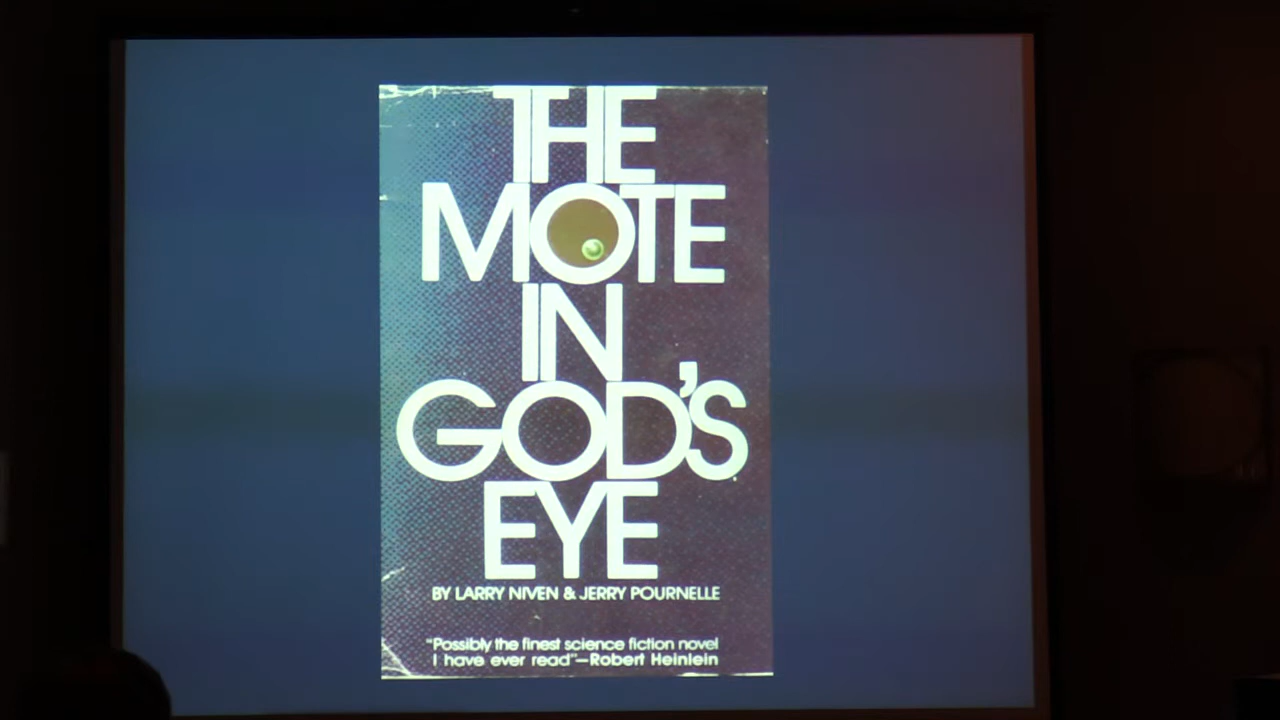 THE
MOTE
IN
GOD'S
EYE
BY LARRY NIVEN & JERRY POURNELLE
"Possibly the finest science fiction novel
I have ever read"—Robert Heinlein